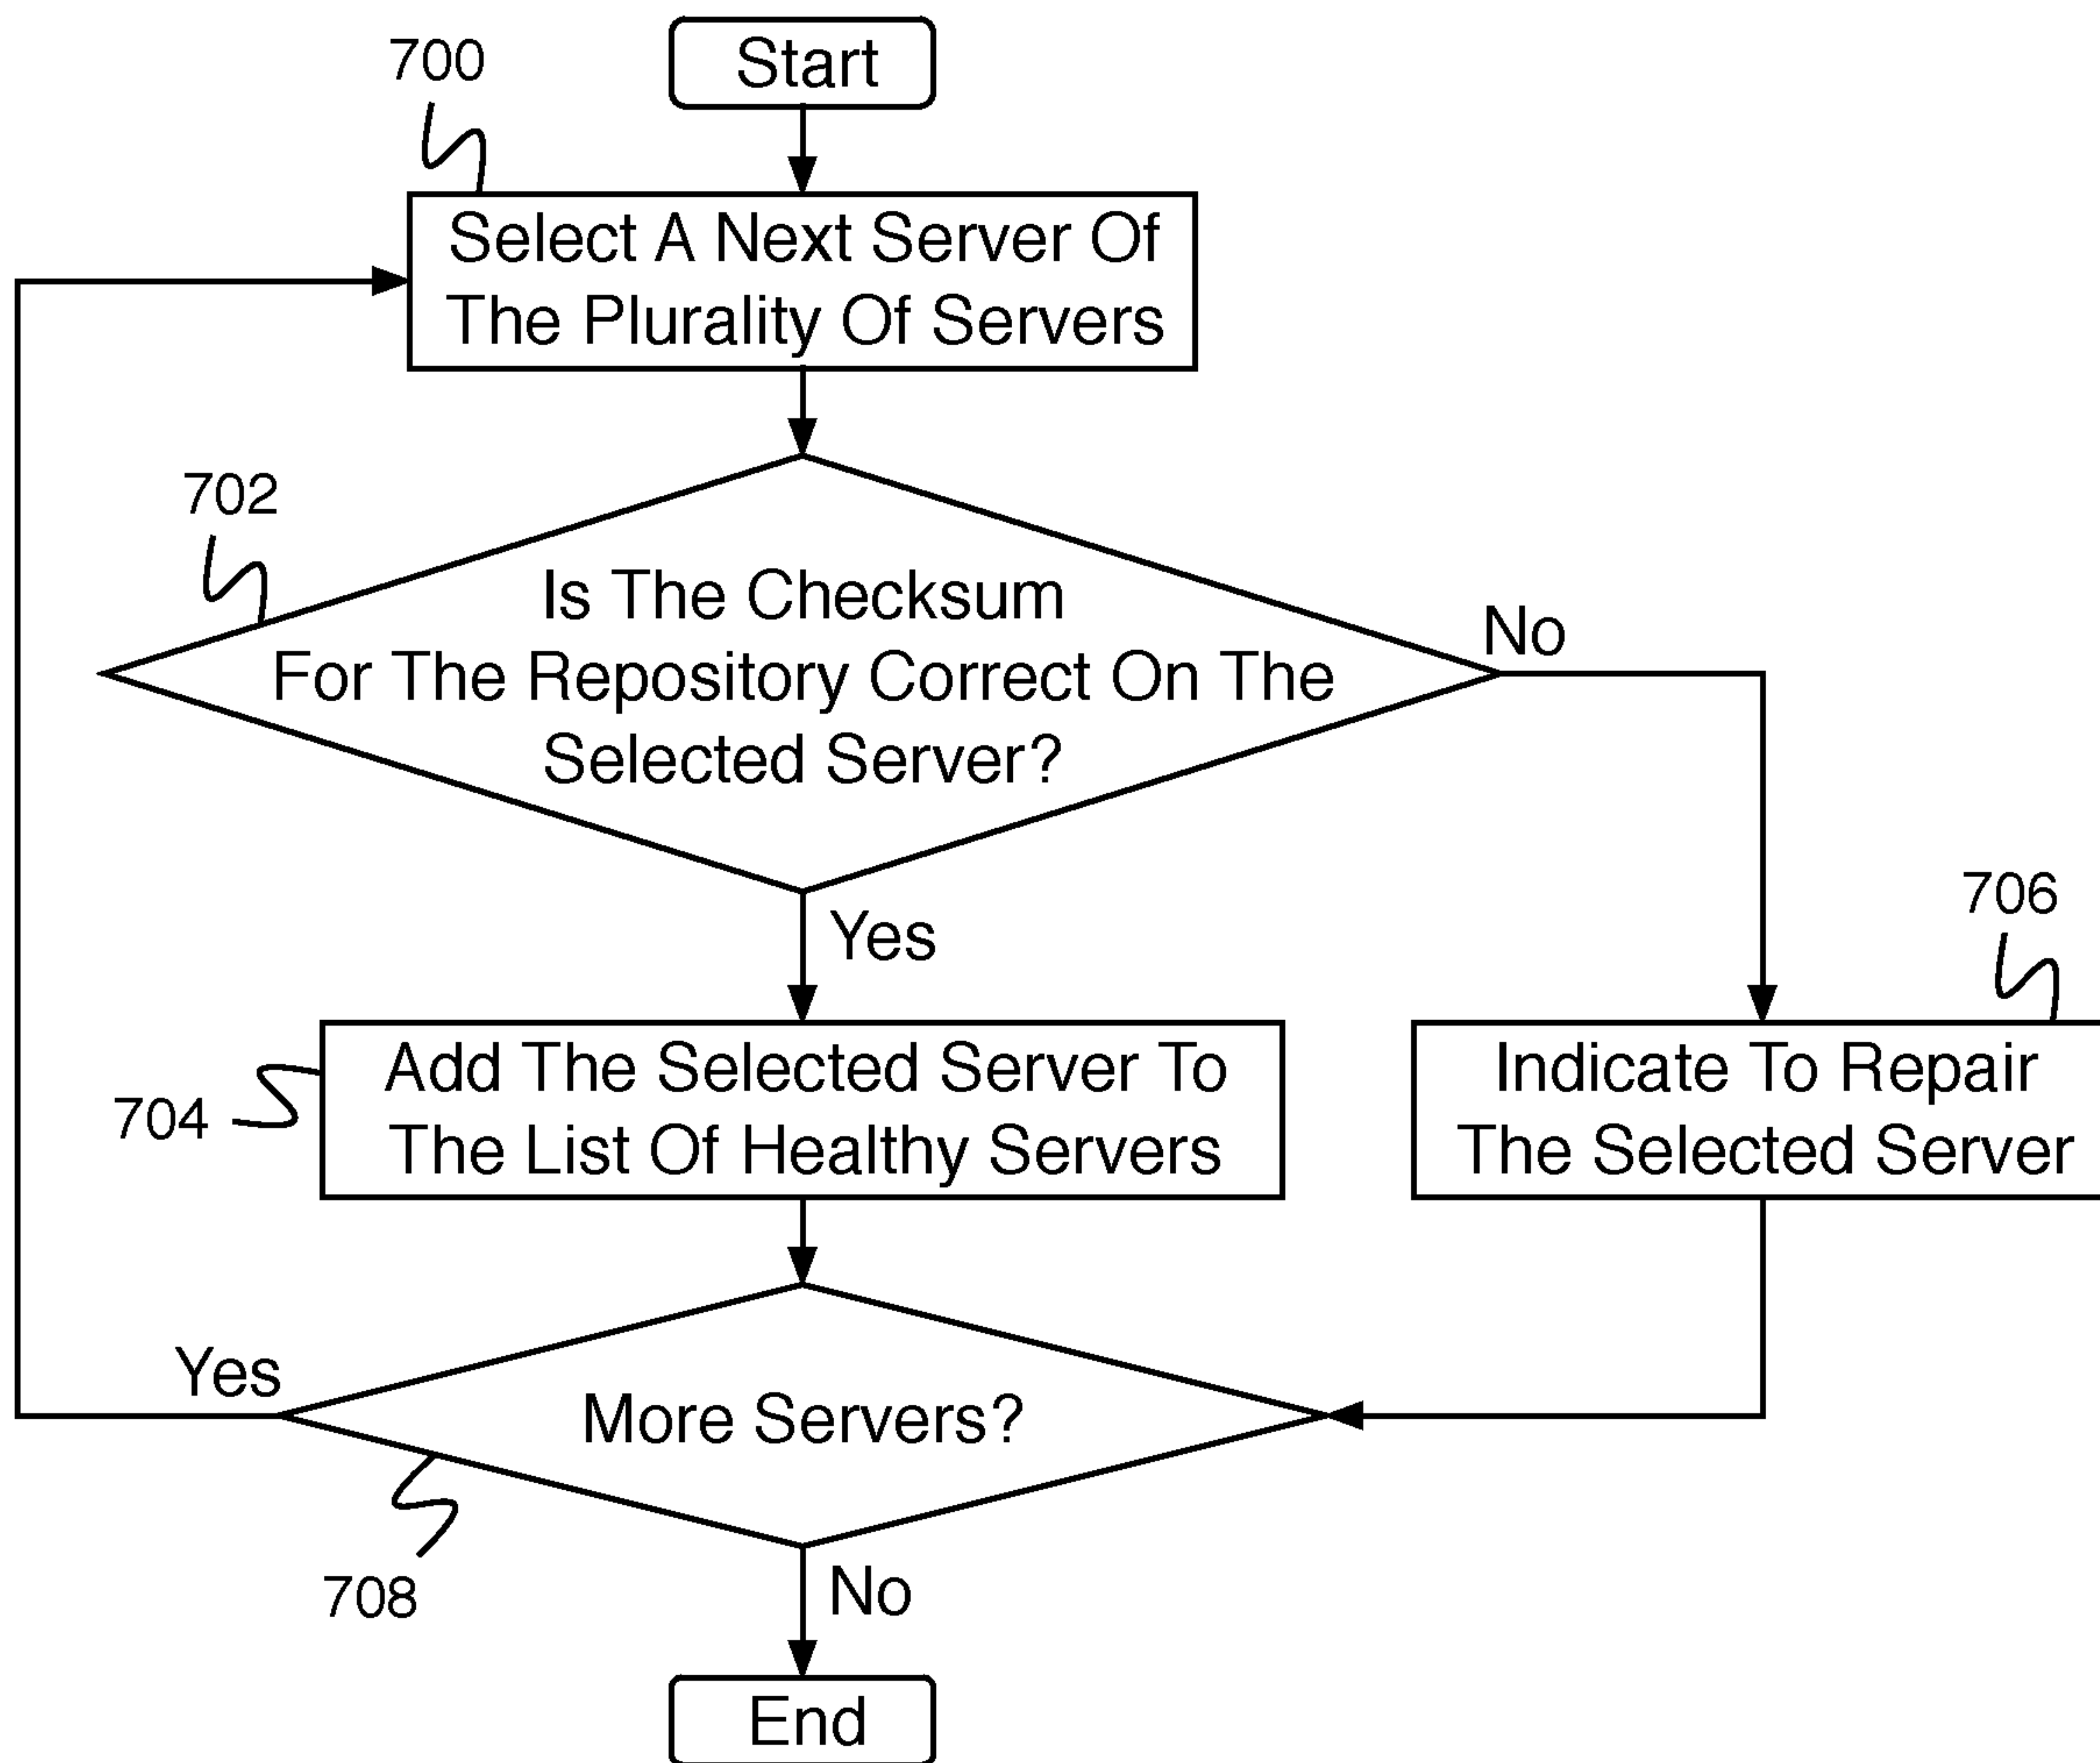 Start
700
Select A Next Server Of
The Plurality Of Servers
702
Is The Checksum
For The Repository Correct On The
Selected Server?
No
Yes
706
704
Add The Selected Server To
The List Of Healthy Servers
Indicate To Repair
The Selected Server
Yes
More Servers?
708
No
End